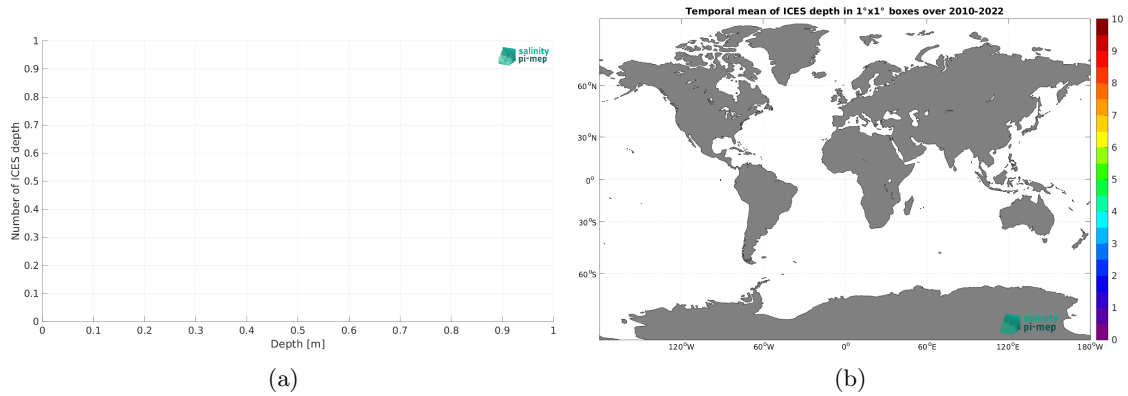 1
0.9
0.8
0.7
0.6
0.5
0.4
0.3
0.2
0.1
0
Number of ICES depth
0 0.1 0.2 0.3 0.4 0.5 0.6 0.7 0.8 0.9 1
Depth [m]
salinity
pi-mep
(a)
Temporal mean of ICES depth in 1°x1° boxes over 2010-2022
60°N
30°N
0°
30°S
60°S
120°W 60°W 0° 60°E 120°E 180°W
salinity
pi-mep
10
9
8
7
6
5
4
3
2
1
0
(b)